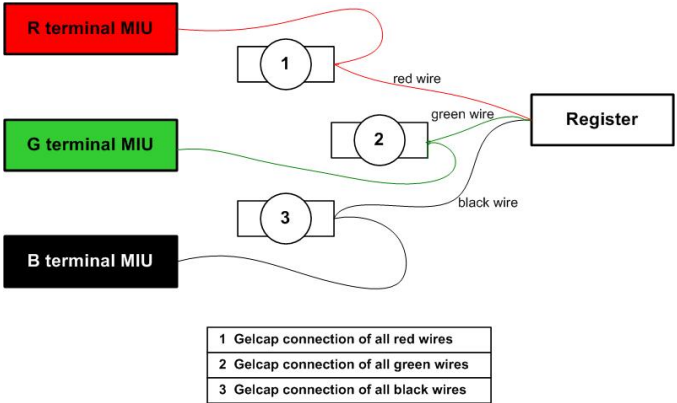 R terminal MIU
1
red wire
green wire
Register
G terminal MIU
2
black wire
3
B terminal MIU
1 Gelcap connection of all red wires
2 Gelcap connection of all green wires
3 Gelcap connection of all black wires